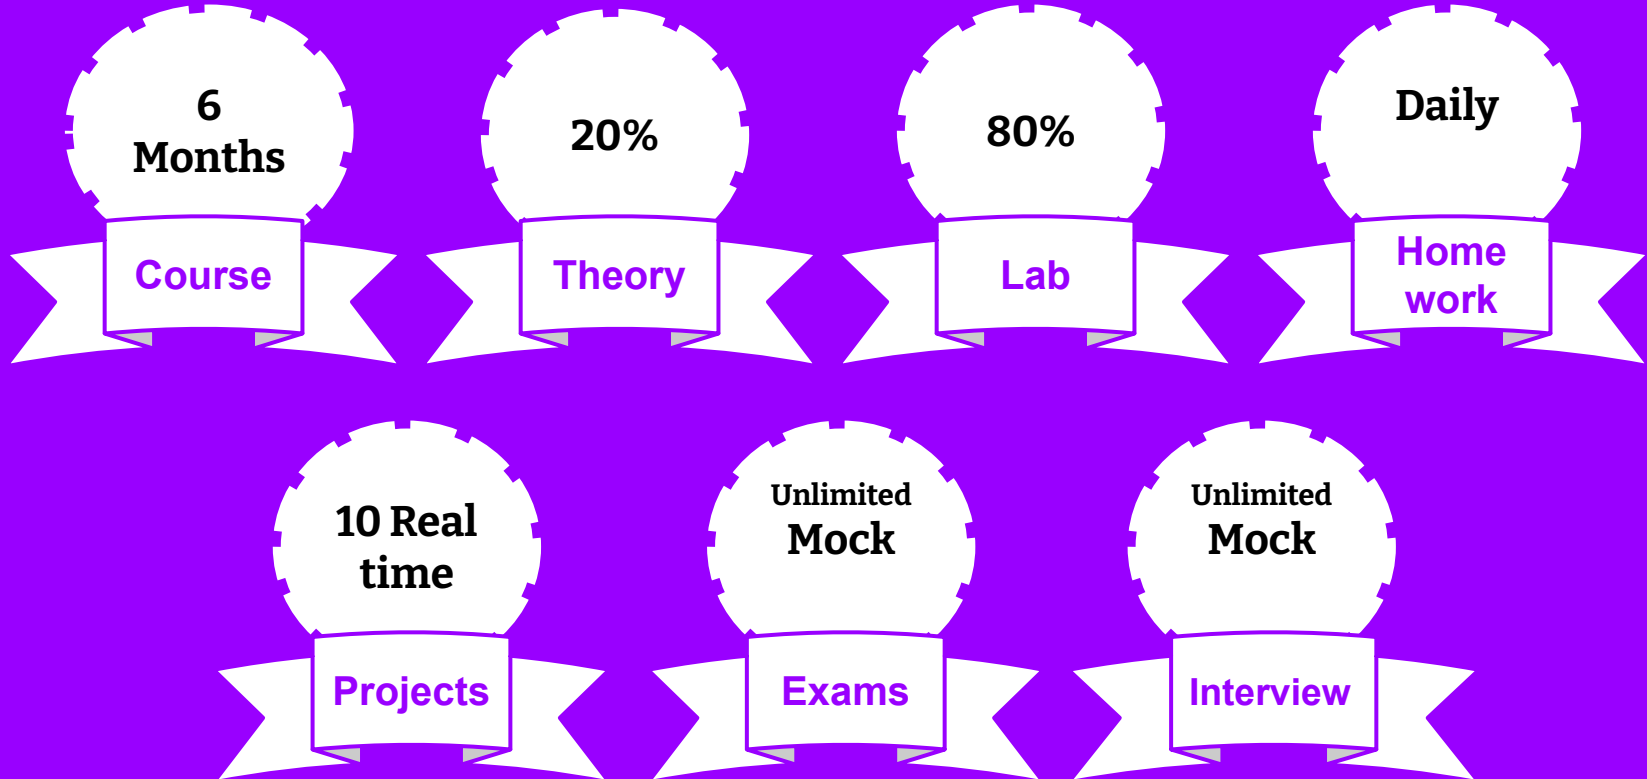 6
Months
Course
20%
Theory
80%
Lab
Daily
Home
work
10 Real
time
Projects
Unlimited
Mock
Exams
Unlimited
Mock
Interview